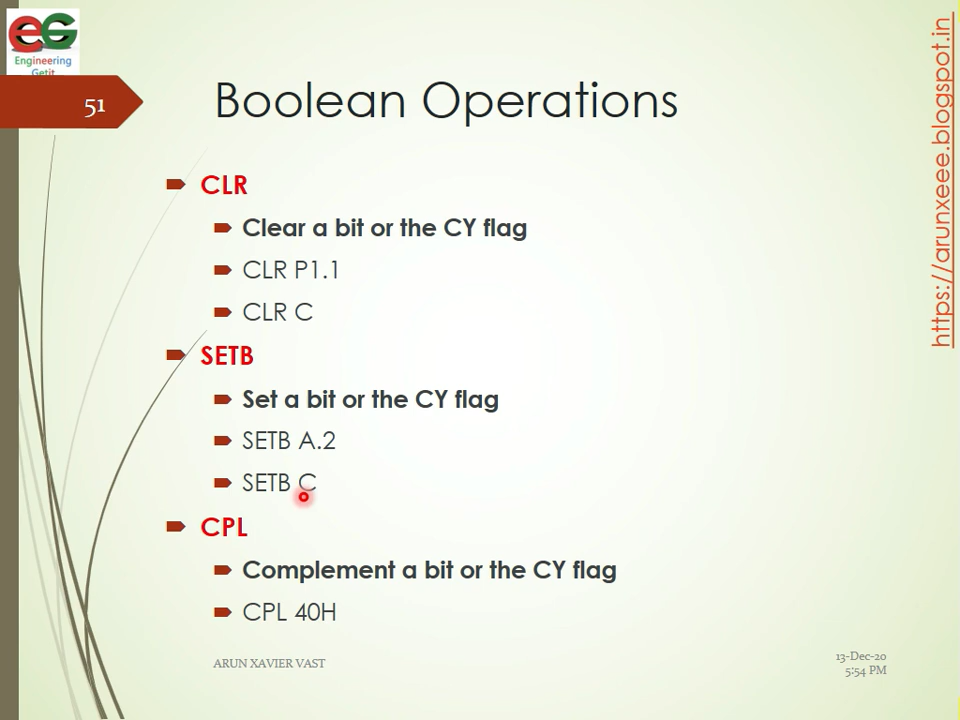 eG
Engineering
Getit
51
Boolean Operations
https://arunxeee.blogspot.in
CLR
Clear a bit or the CY flag
CLR P1.1
CLR C
SETB
Set a bit or the CY flag
SETB A.2
SETB C
CPL
Complement a bit or the CY flag
CPL 40H
ARUN XAVIER VAST
13-Dec-20
5:54 PM